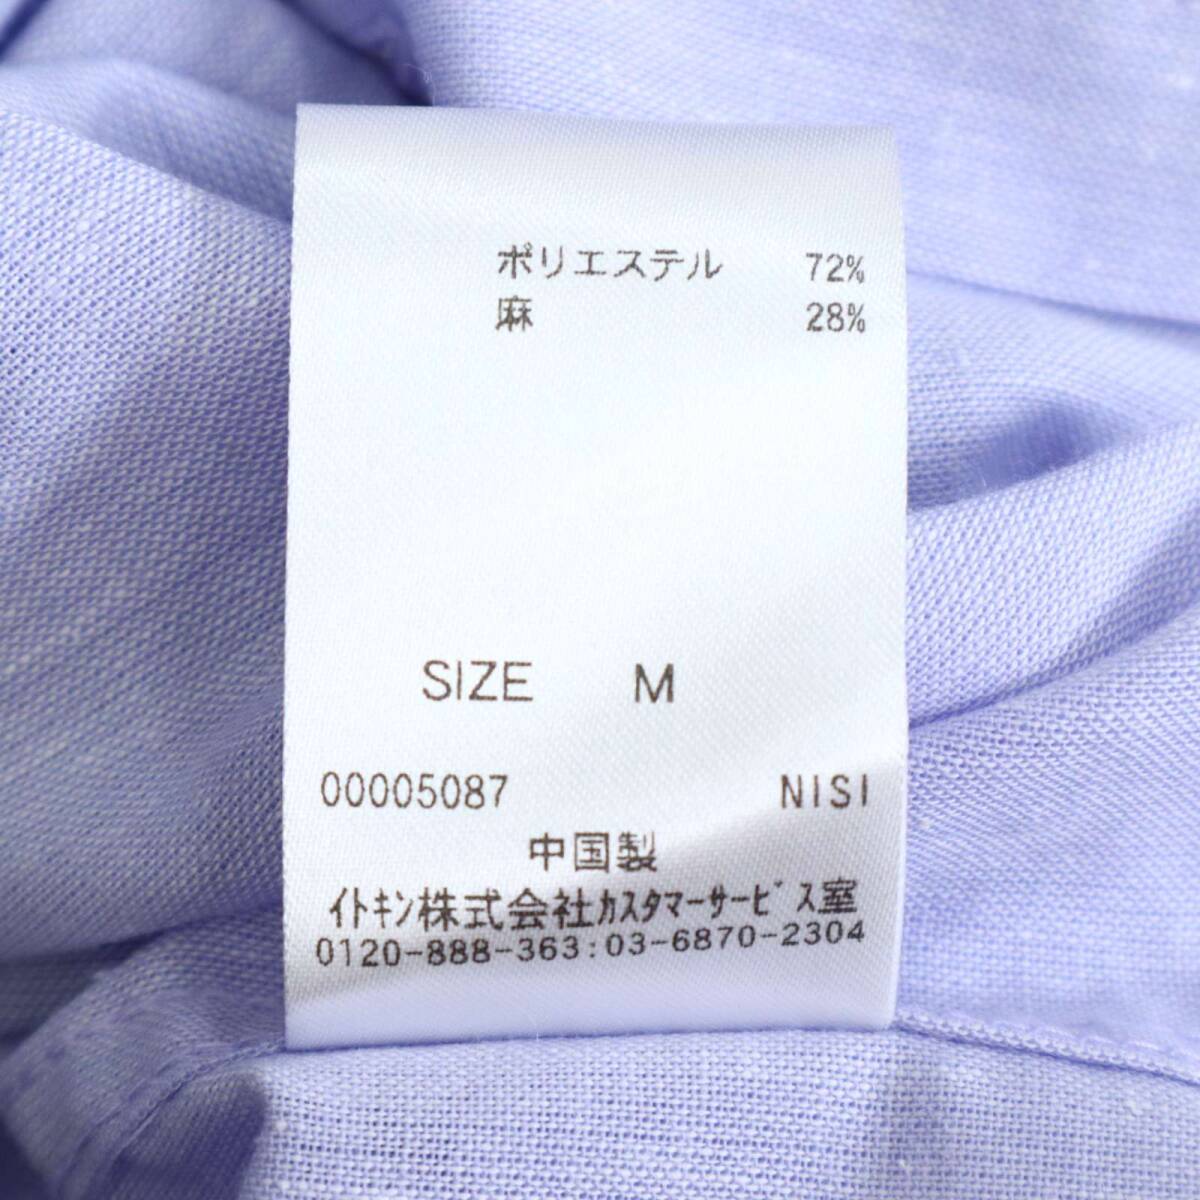 ポリエステル 72%
麻 28%
SIZE M
00005087 NISI
中国製
イトキン株式会社カスタマーサービス室
0120-888-363:03-6870-2304